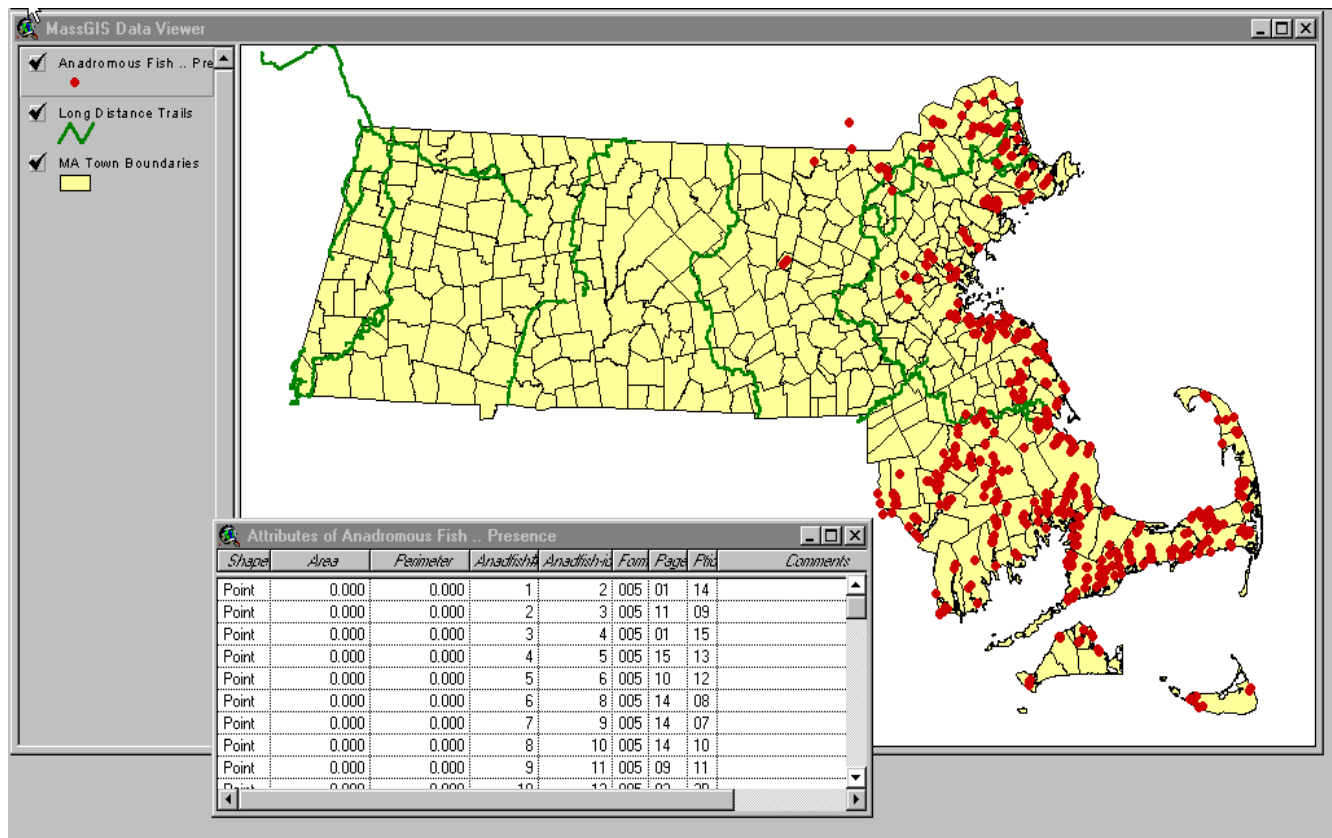 MassGIS Data Viewer
Anadromous Fish .. Pre
Long Distance Trails
MA Town Boundaries
Attributes of Anadromous Fish .. Presence
Shape Area Perimeter Anadfish# Anadfish-id Page Comments
Point 0.000 0.000 1 2 005 01 14
Point 0.000 0.000 2 3 005 11 09
Point 0.000 0.000 3 4 005 01 15
Point 0.000 0.000 4 5 005 15 13
Point 0.000 0.000 5 6 005 10 12
Point 0.000 0.000 6 8 005 14 08
Point 0.000 0.000 7 9 005 14 07
Point 0.000 0.000 8 10 005 14 10
Point 0.000 0.000 9 11 005 09 11